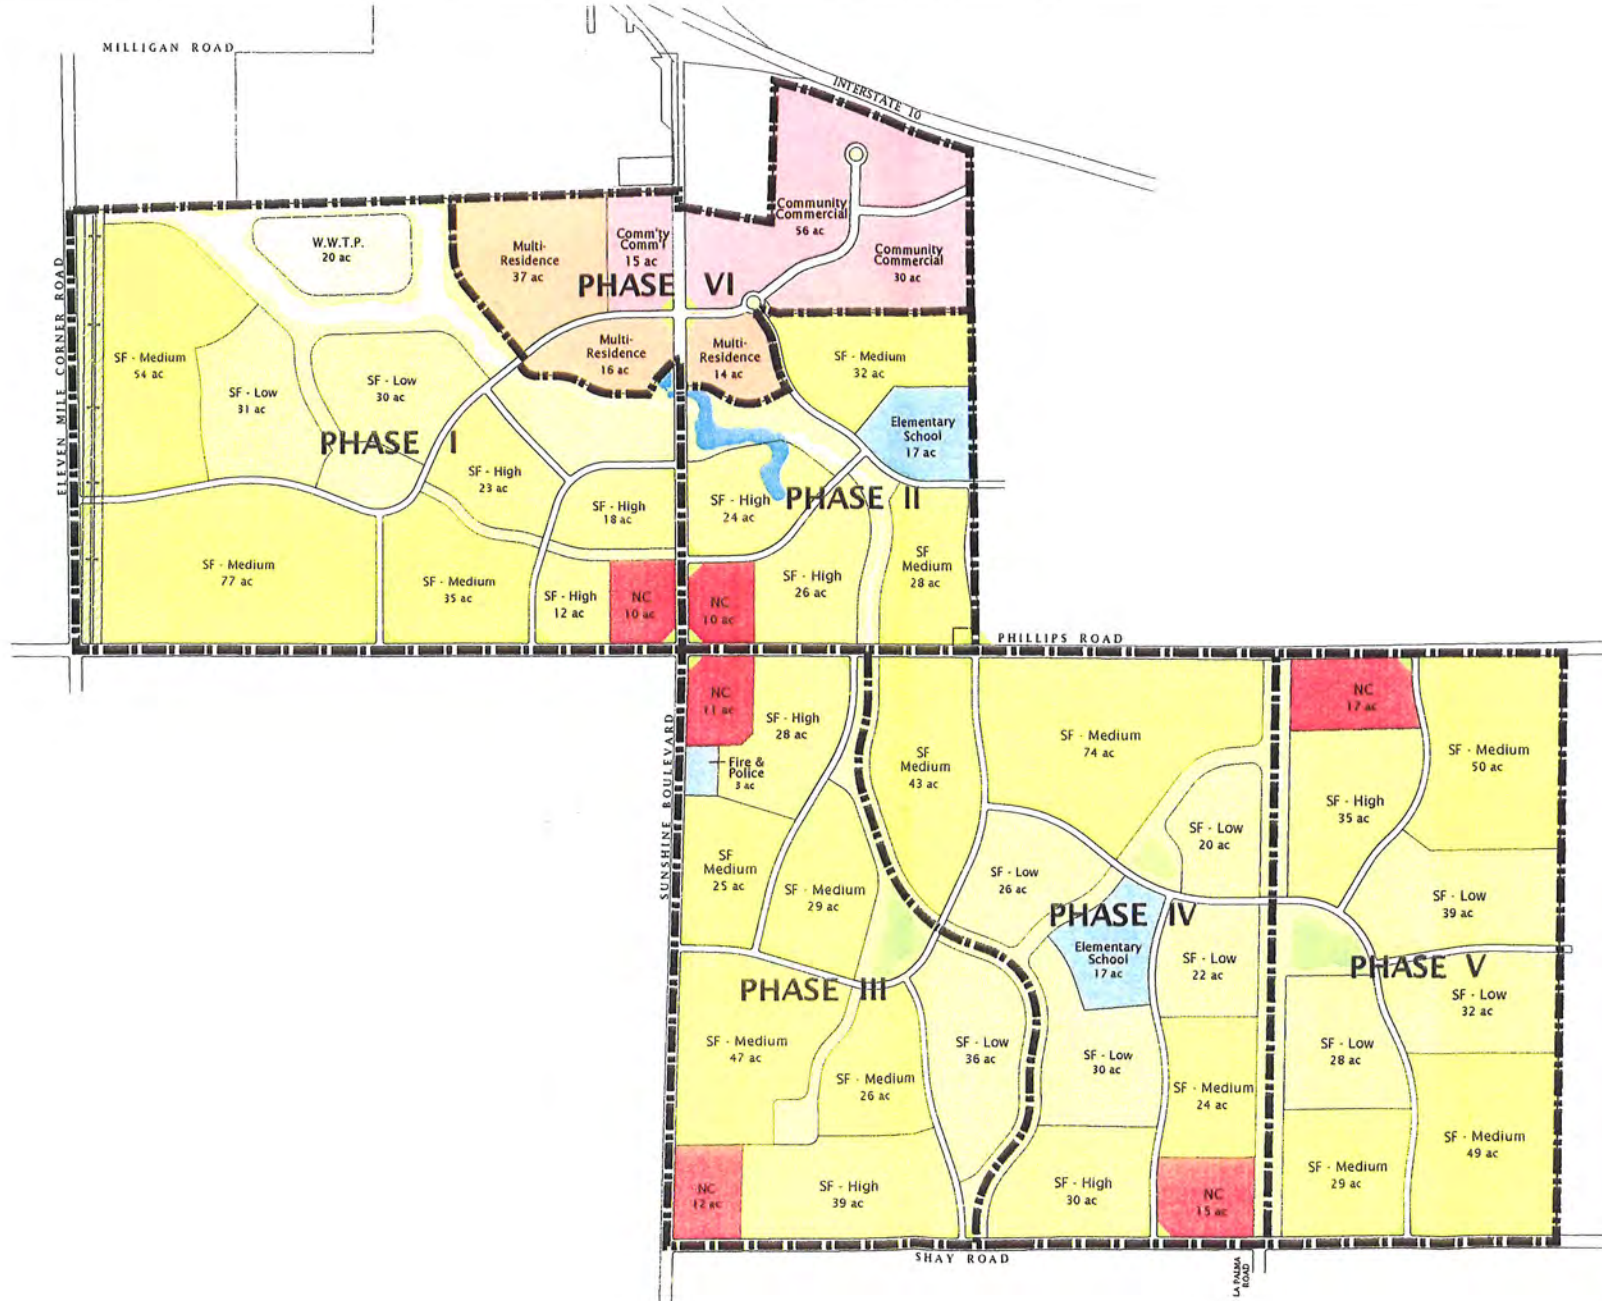 MILLIGAN ROAD
INTERSTATE 10
ELEVEN MILE CORNER ROAD
W.W.T.P.
20 ac
Multi-
Residence
37 ac
Comm'ty
Comm'l
15 ac
Community
Commercial
56 ac
Community
Commercial
30 ac
PHASE VI
SF - Medium
54 ac
SF - Low
31 ac
SF - Low
30 ac
Multi-
Residence
16 ac
Multi-
Residence
14 ac
SF - Medium
32 ac
Elementary
School
17 ac
PHASE I
SF - High
23 ac
SF - High
18 ac
SF - High
24 ac
PHASE II
SF - Medium
77 ac
SF - Medium
35 ac
SF - High
12 ac
NC
10 ac
NC
10 ac
SF - High
26 ac
SF
Medium
28 ac
PHILLIPS ROAD
SUNSHINE BOULEVARD
NC
11 ac
SF - High
28 ac
Fire &
Police
3 ac
SF
Medium
43 ac
SF - Medium
74 ac
NC
17 ac
SF - Medium
50 ac
SF - High
35 ac
SF - Low
20 ac
SF
Medium
25 ac
SF - Medium
29 ac
SF - Low
26 ac
PHASE IV
Elementary
School
17 ac
SF - Low
39 ac
SF - Low
22 ac
PHASE V
PHASE III
SF - Low
32 ac
SF - Medium
47 ac
SF - Medium
26 ac
SF - Low
36 ac
SF - Low
30 ac
SF - Medium
24 ac
SF - Low
28 ac
SF - Medium
49 ac
SF - Medium
29 ac
NC
12 ac
SF - High
39 ac
SF - High
30 ac
NC
15 ac
SHAY ROAD
LA PALMA
ROAD